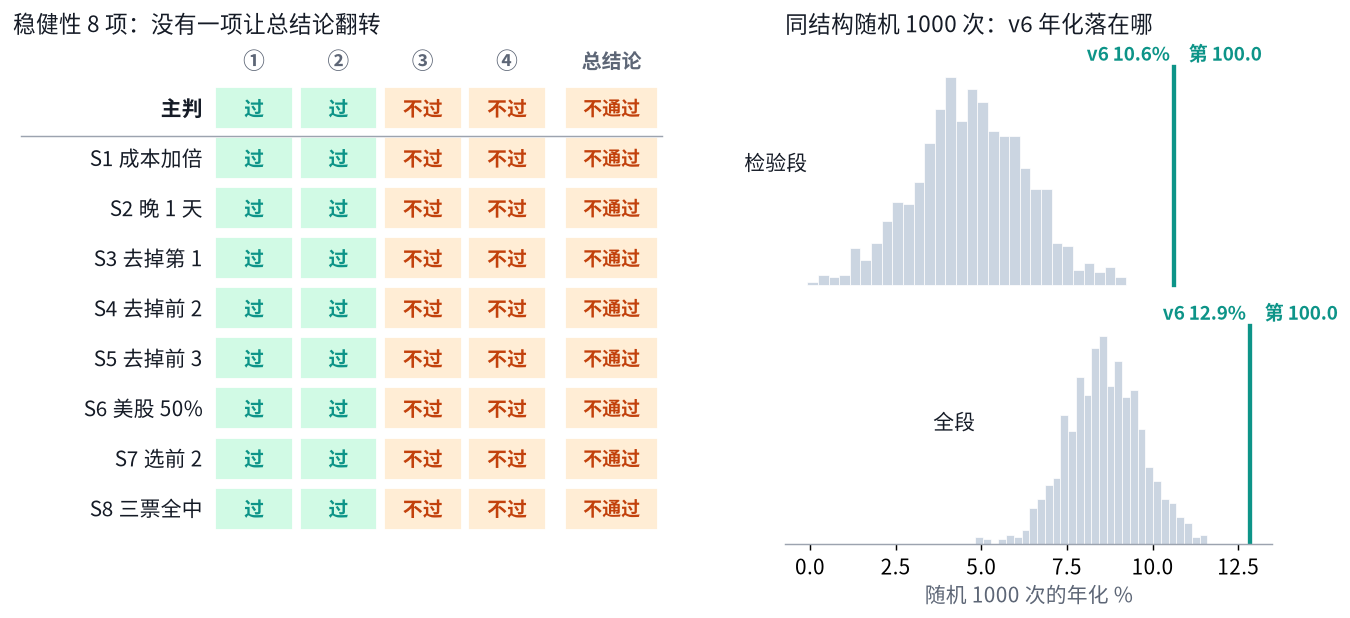 稳健性 8 项：没有一项让总结论翻转
① ② ③ ④ 总结论
主判 过 过 不过 不过 不通过
S1 成本加倍 过 过 不过 不过 不通过
S2 晚 1 天 过 过 不过 不过 不通过
S3 去掉第 1 过 过 不过 不过 不通过
S4 去掉前 2 过 过 不过 不过 不通过
S5 去掉前 3 过 过 不过 不过 不通过
S6 美股 50% 过 过 不过 不过 不通过
S7 选前 2 过 过 不过 不过 不通过
S8 三票全中 过 过 不过 不过 不通过
同结构随机 1000 次：v6 年化落在哪
v6 10.6% 第 100.0
检验段
v6 12.9% 第 100.0
全段
0.0 2.5 5.0 7.5 10.0 12.5
随机 1000 次的年化 %